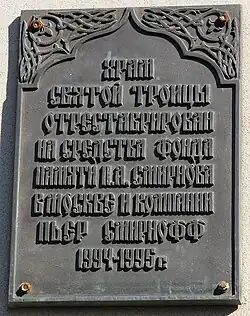 ХРАМ
СВЯТОЙ ТРОИЦЫ
ОТРЕСТАВРИРОВАН
НА СРЕДСТВА ФОНДА
ПАМЯТИ П.А. СМИРНОВА
В МОСКВЕ И КОМПАНИИ
ПЬЕР СМИРНОФФ
1994-1995 г.